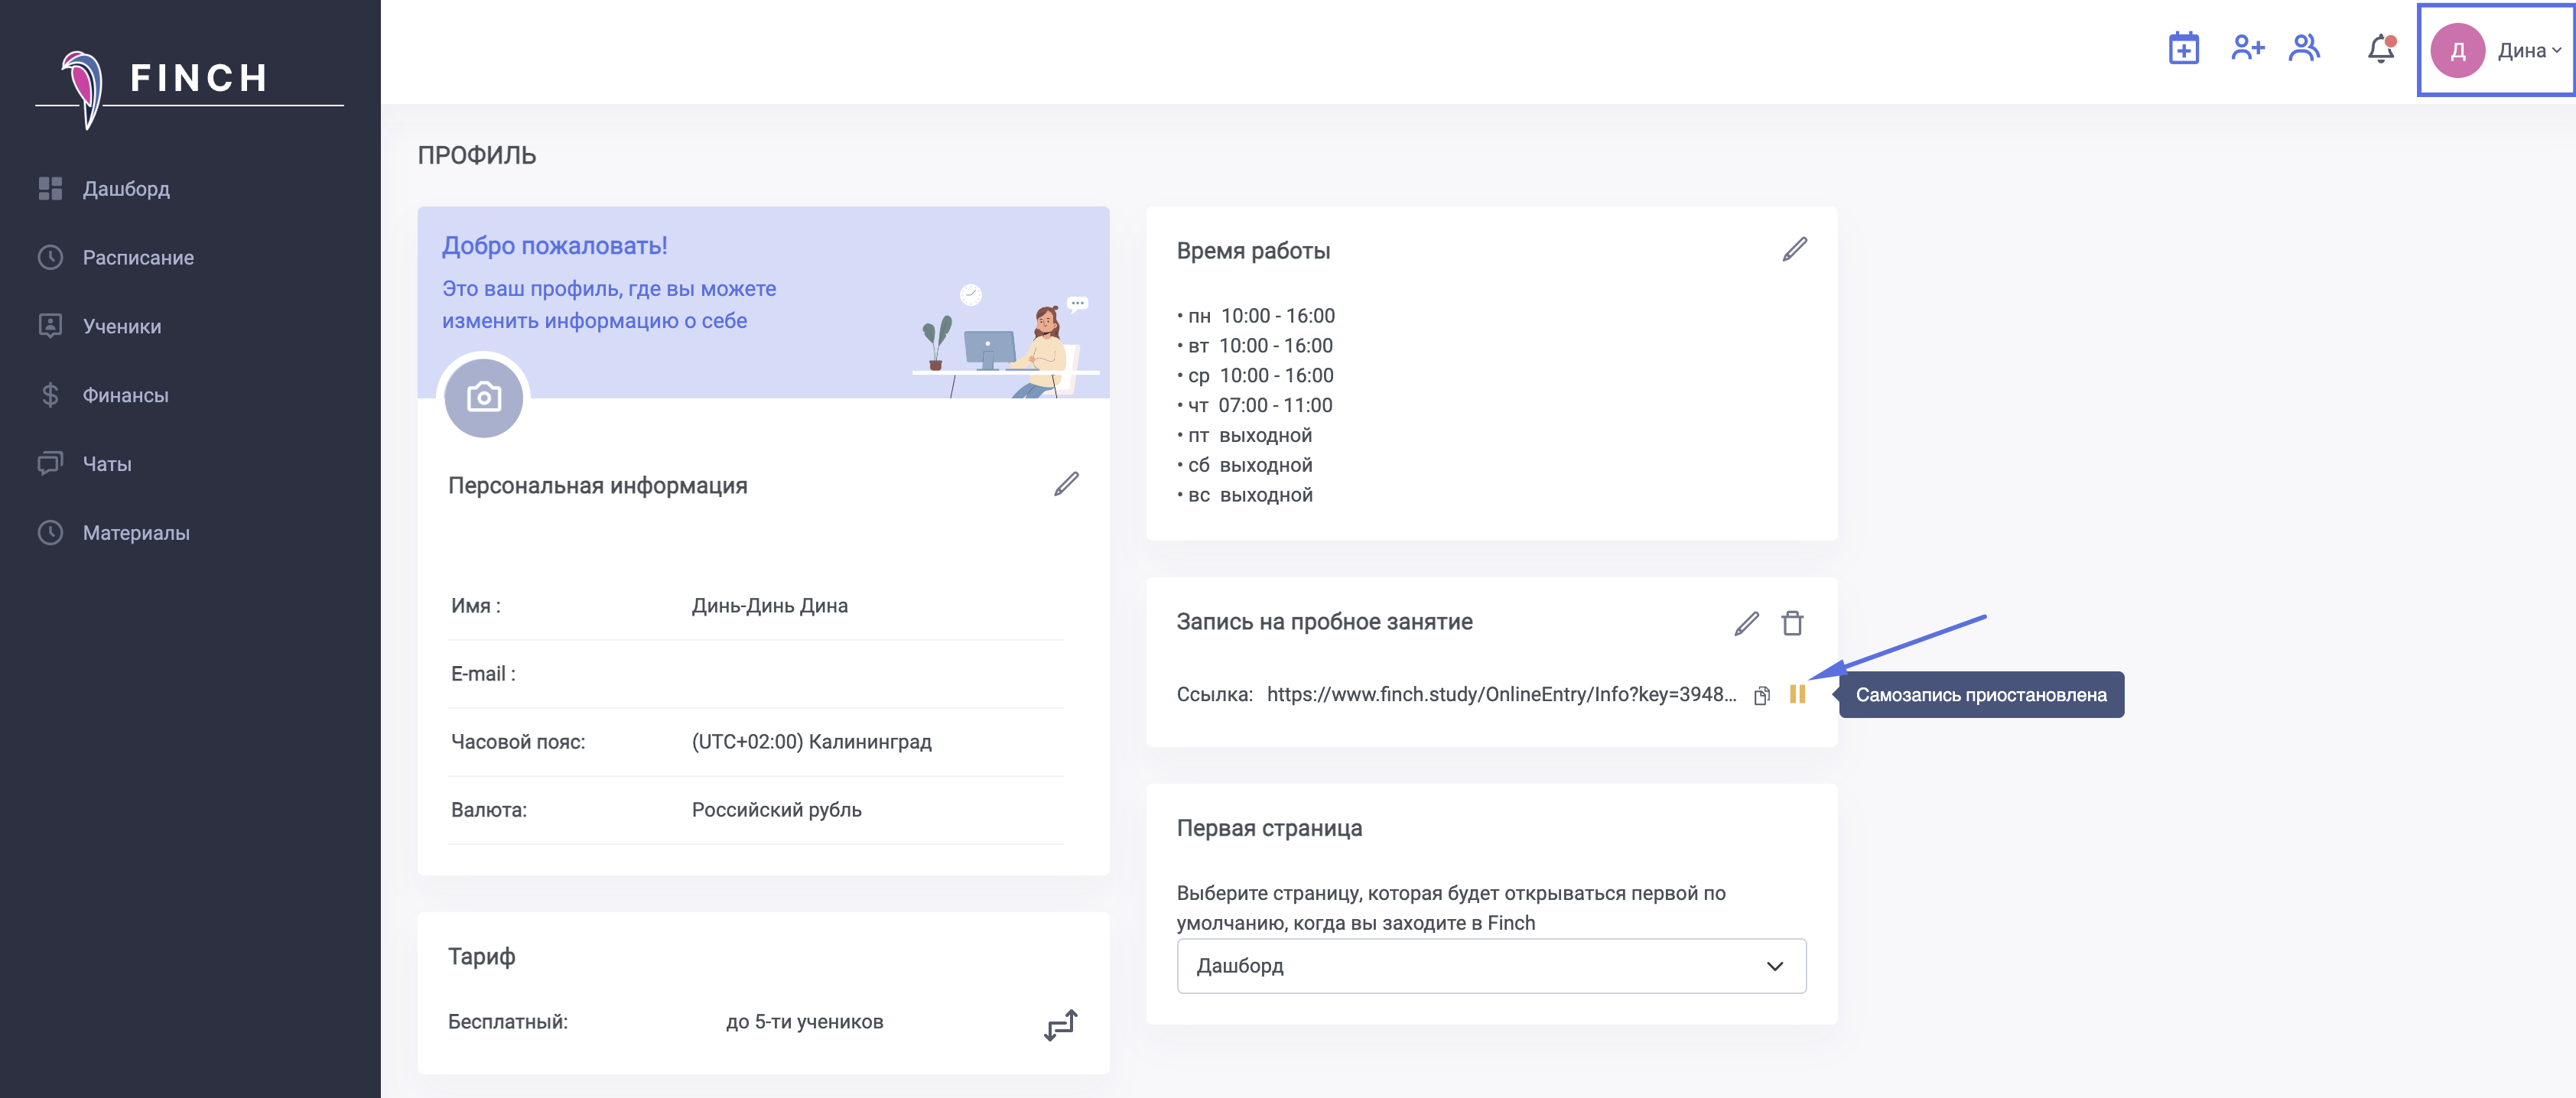 FINCH
Дашборд
Расписание
Ученики
Финансы
Чаты
Материалы
Д
Дина
ПРОФИЛЬ
Добро пожаловать!
Это ваш профиль, где вы можете
изменить информацию о себе
Персональная информация
Имя :
Динь-Динь Дина
E-mail :
Часовой пояс:
(UTC+02:00) Калининград
Валюта:
Российский рубль
Тариф
Бесплатный:
до 5-ти учеников
Время работы
• пн 10:00 - 16:00
• вт 10:00 - 16:00
• ср 10:00 - 16:00
• чт 07:00 - 11:00
• пт выходной
• сб выходной
• вс выходной
Запись на пробное занятие
Ссылка: https://www.finch.study/OnlineEntry/Info?key=3948...
Самозапись приостановлена
Первая страница
Выберите страницу, которая будет открываться первой по
умолчанию, когда вы заходите в Finch
Дашборд